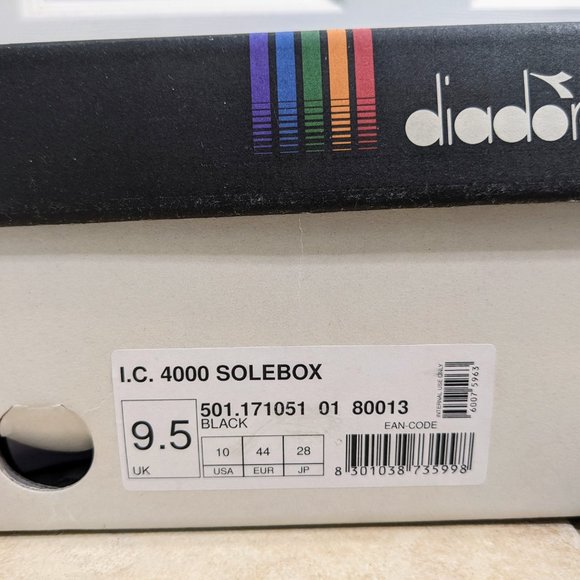 diador
I.C. 4000 SOLEBOX
501.171051 01 80013
BLACK
9.5
UK
10 44 28
USA EUR JP
EAN-CODE
8 301038 735998
INTERNAL USE ONLY
6007 5963